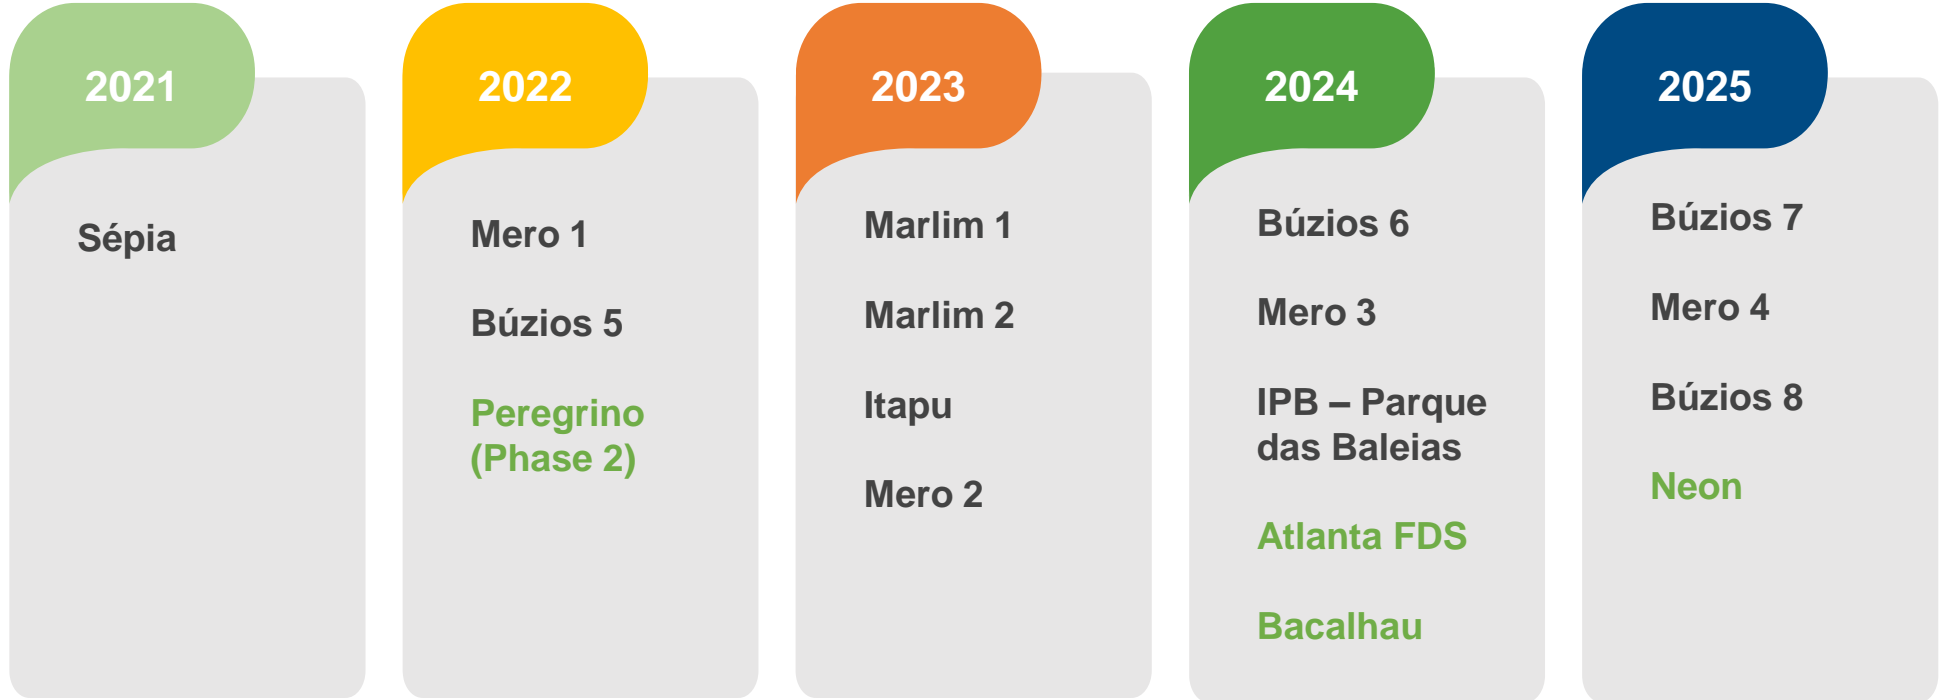 2021
Sépia
2022
Mero 1
Búzios 5
Peregrino
(Phase 2)
2023
Marlim 1
Marlim 2
Itapu
Mero 2
2024
Búzios 6
Mero 3
IPB – Parque
das Baleias
Atlanta FDS
Bacalhau
2025
Búzios 7
Mero 4
Búzios 8
Neon